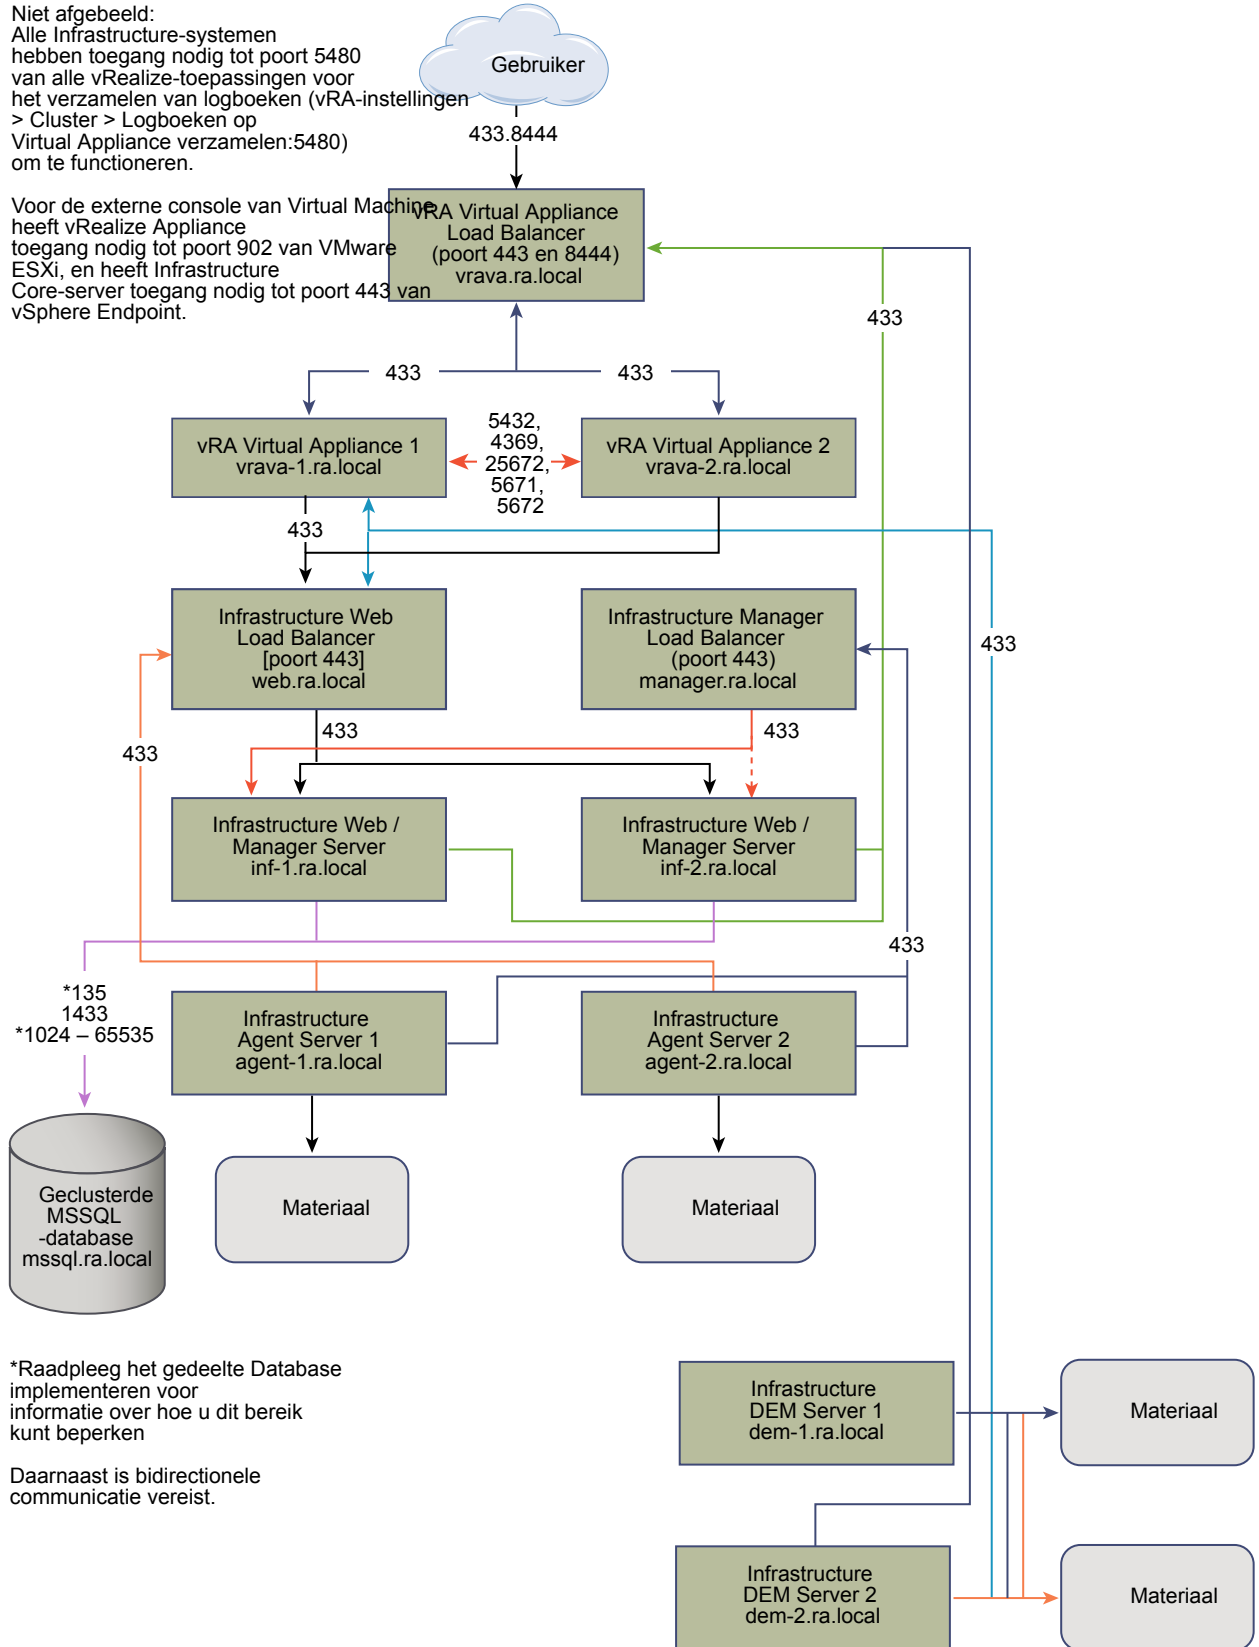 Niet afgebeeld:
Alle Infrastructure-systemen
hebben toegang nodig tot poort 5480
van alle vRealize-toepassingen voor
het verzamelen van logboeken (vRA-instellingen
> Cluster > Logboeken op
Virtual Appliance verzamelen:5480)
om te functioneren.
Voor de externe console van Virtual Machine
heeft vRealize Appliance
toegang nodig tot poort 902 van VMware
ESXi, en heeft Infrastructure
Core-server toegang nodig tot poort 443 van
vSphere Endpoint.
Gebruiker
433.8444
vRA Virtual Appliance
Load Balancer
(poort 443 en 8444)
vrava.ra.local
433
433
433
vRA Virtual Appliance 1
vrava-1.ra.local
5432,
4369,
25672,
5671,
5672
vRA Virtual Appliance 2
vrava-2.ra.local
433
Infrastructure Web
Load Balancer
[poort 443]
web.ra.local
Infrastructure Manager
Load Balancer
(poort 443)
manager.ra.local
433
433
433
433
Infrastructure Web /
Manager Server
inf-1.ra.local
Infrastructure Web /
Manager Server
inf-2.ra.local
433
*135
1433
*1024 – 65535
Infrastructure
Agent Server 1
agent-1.ra.local
Infrastructure
Agent Server 2
agent-2.ra.local
Geclusterde
MSSQL
-database
mssql.ra.local
Materiaal
Materiaal
*Raadpleeg het gedeelte Database
implementeren voor
informatie over hoe u dit bereik
kunt beperken
Daarnaast is bidirectionele
communicatie vereist.
Infrastructure
DEM Server 1
dem-1.ra.local
Materiaal
Infrastructure
DEM Server 2
dem-2.ra.local
Materiaal